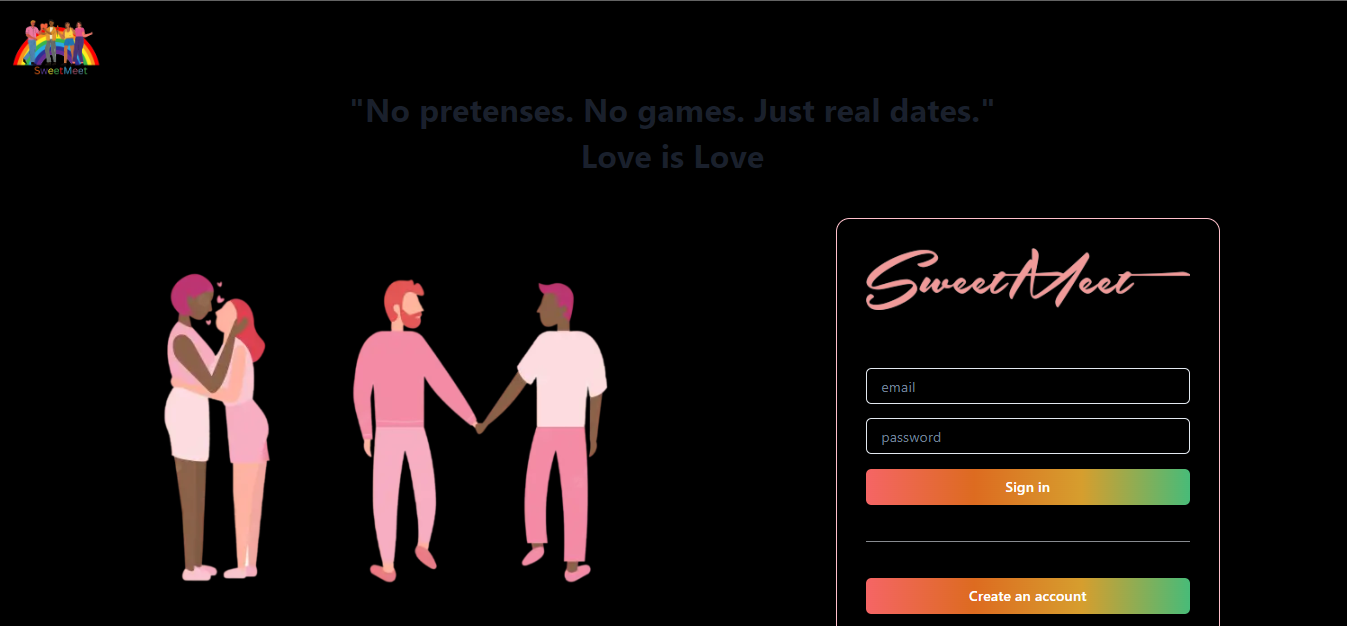 SweetMeet
"No pretenses. No games. Just real dates."
Love is Love
SweetMeet
email
password
Sign in
Create an account